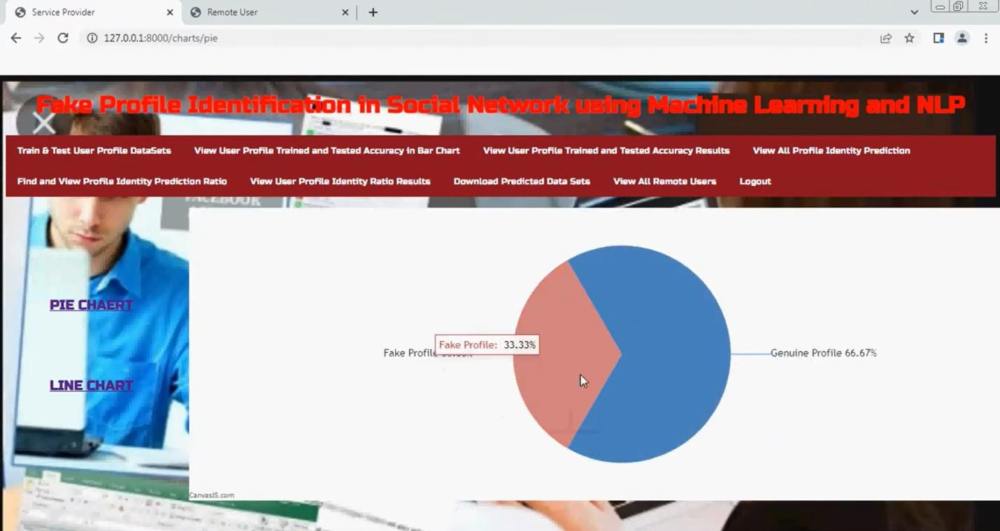 Service Provider
Remote User
127.0.0.1:8000/charts/pie
Fake Profile Identification in Social Network using Machine Learning and NLP
Train & Test User Profile DataSets View User Profile Trained and Tested Accuracy in Bar Chart View User Profile Trained and Tested Accuracy Results View All Profile Identity Prediction
Find and View Profile Identity Prediction Ratio View User Profile Identity Ratio Results Download Predicted Data Sets View All Remote Users Logout
FACEBOOK
PIE CHAERT
LINE CHART
Fake Profile
Fake Profile: 33.33%
Genuine Profile 66.67%
CanvasJS.com